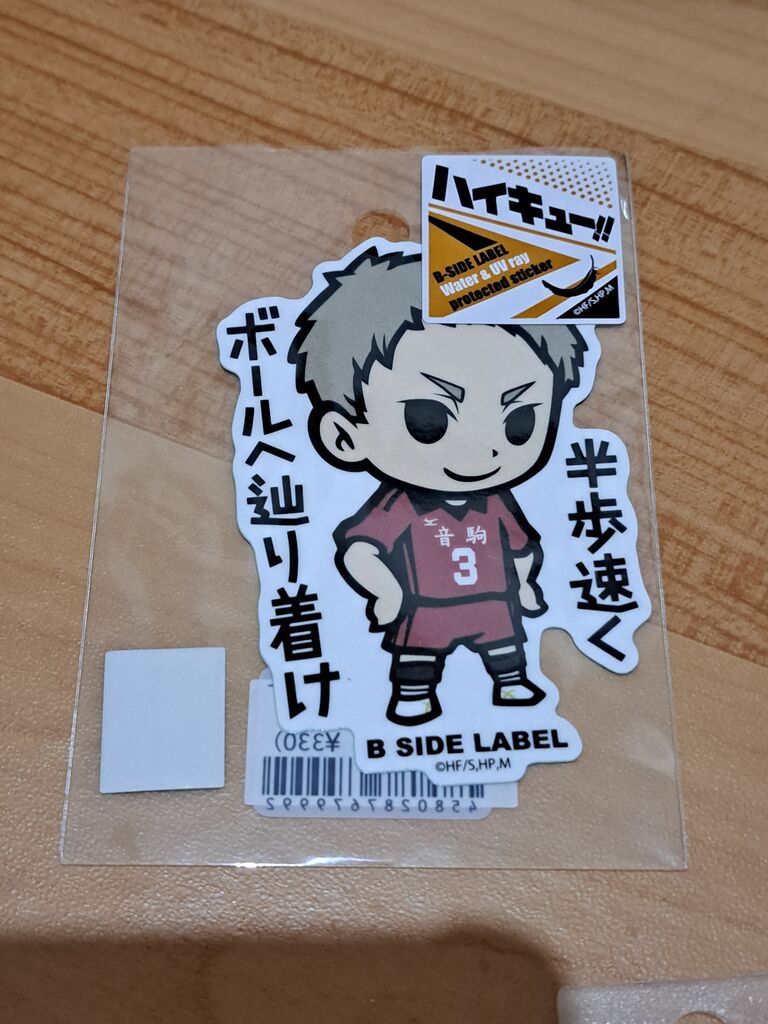 ハイキュー!!
B-SIDE LABEL
Water & UV ray
protected sticker
©HF/S,HP,M
半歩速く
ボールへ辿り着け
音駒
3
B SIDE LABEL
©HF/S,HP,M
¥330)
4580287679992